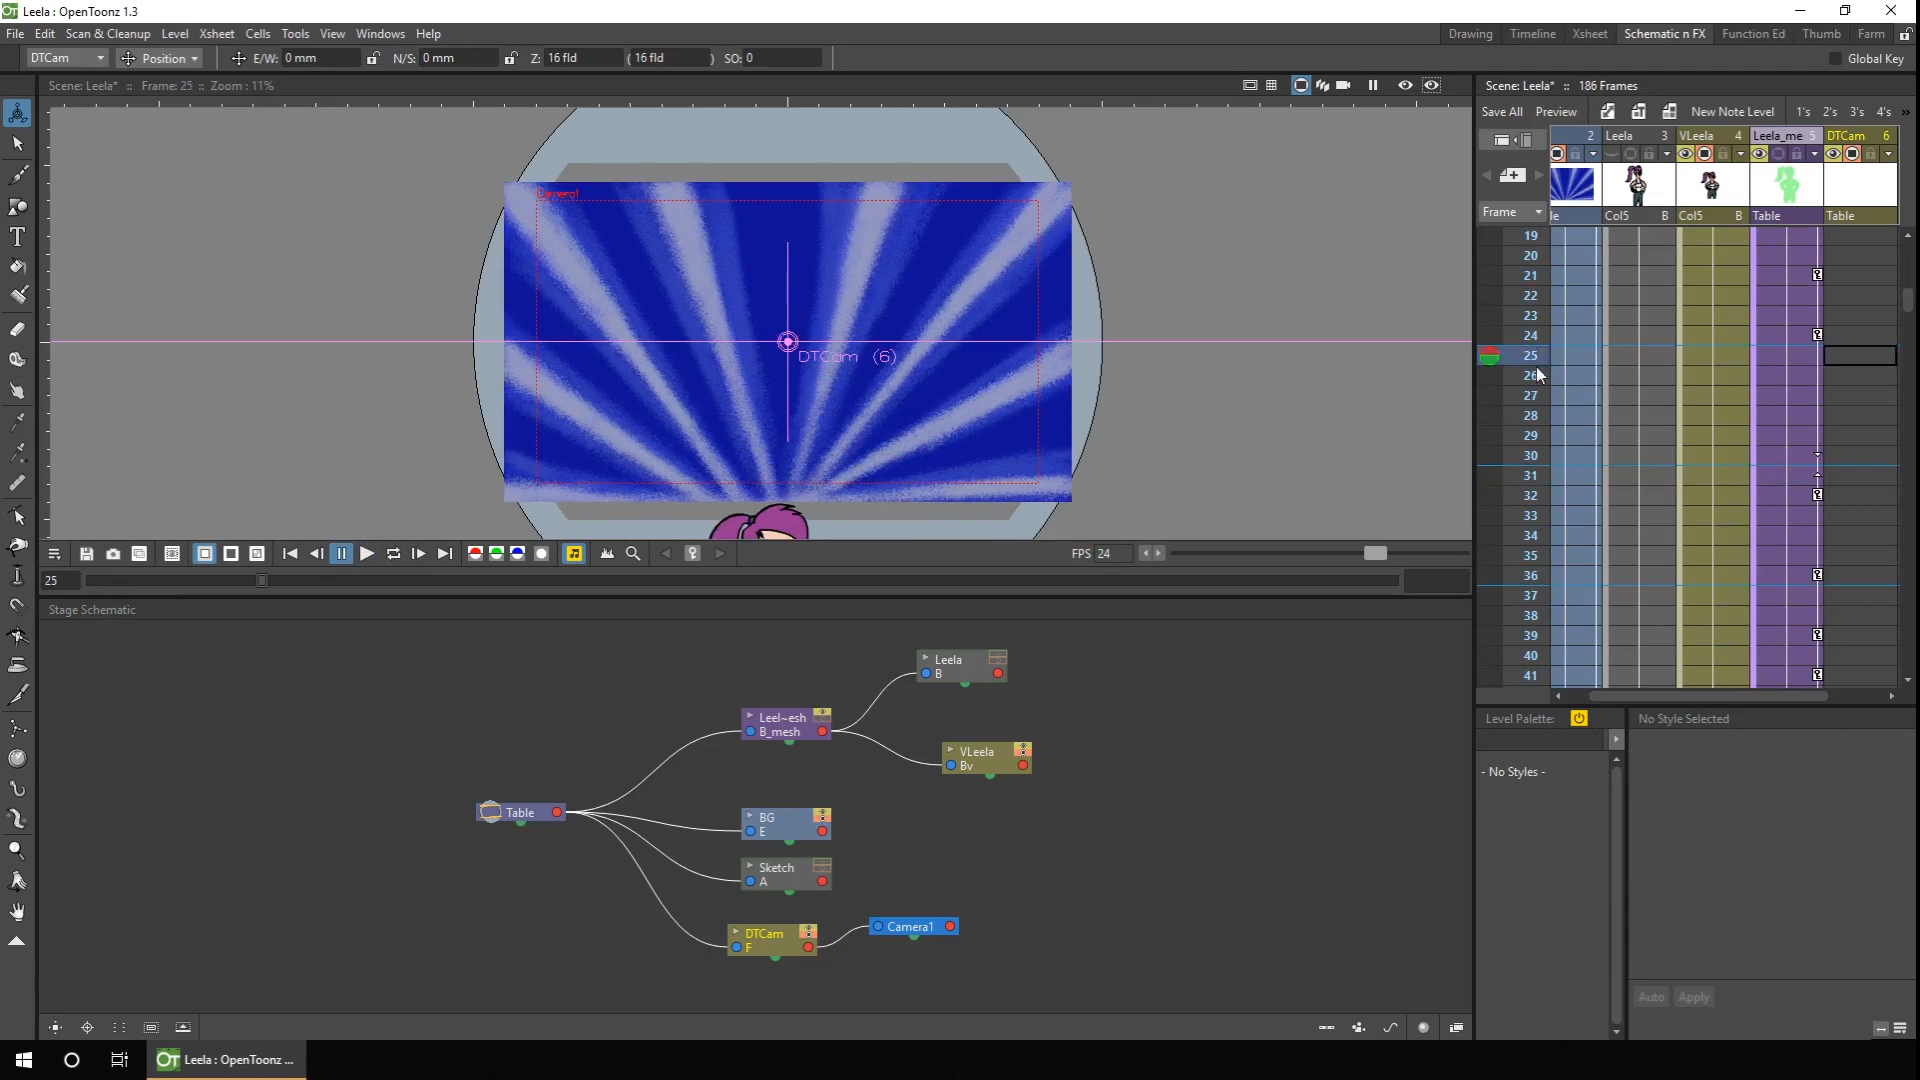 Leela : OpenToonz 1.3
File Edit Scan & Cleanup Level Xsheet Cells Tools View Windows Help
Drawing Timeline Xsheet Schematic n FX Function Ed Thumb Farm
DTCam Position E/W: 0 mm N/S: 0 mm Z: 16 fld ( 16 fld ) SO: 0 Global Key
Scene: Leela* :: Frame: 25 :: Zoom : 11%
Scene: Leela* :: 186 Frames
Save All Preview New Note Level 1's 2's 3's 4's »
2 Leela 3 VLeela 4 Leela_me 5 DTCam 6
Frame le Col5 B Col5 B Table Table
Camera1
DTCam (6)
19
20
21
22
23
24
25
26
27
28
29
30
31
32
33
34
35
36
37
38
39
40
41
FPS 24
25
Stage Schematic
Leela
B
Leel~esh
B_mesh
VLeela
Bv
Table
BG
E
Sketch
A
DTCam
F
Camera1
Level Palette:
No Style Selected
- No Styles -
Auto Apply
Leela : OpenToonz ...